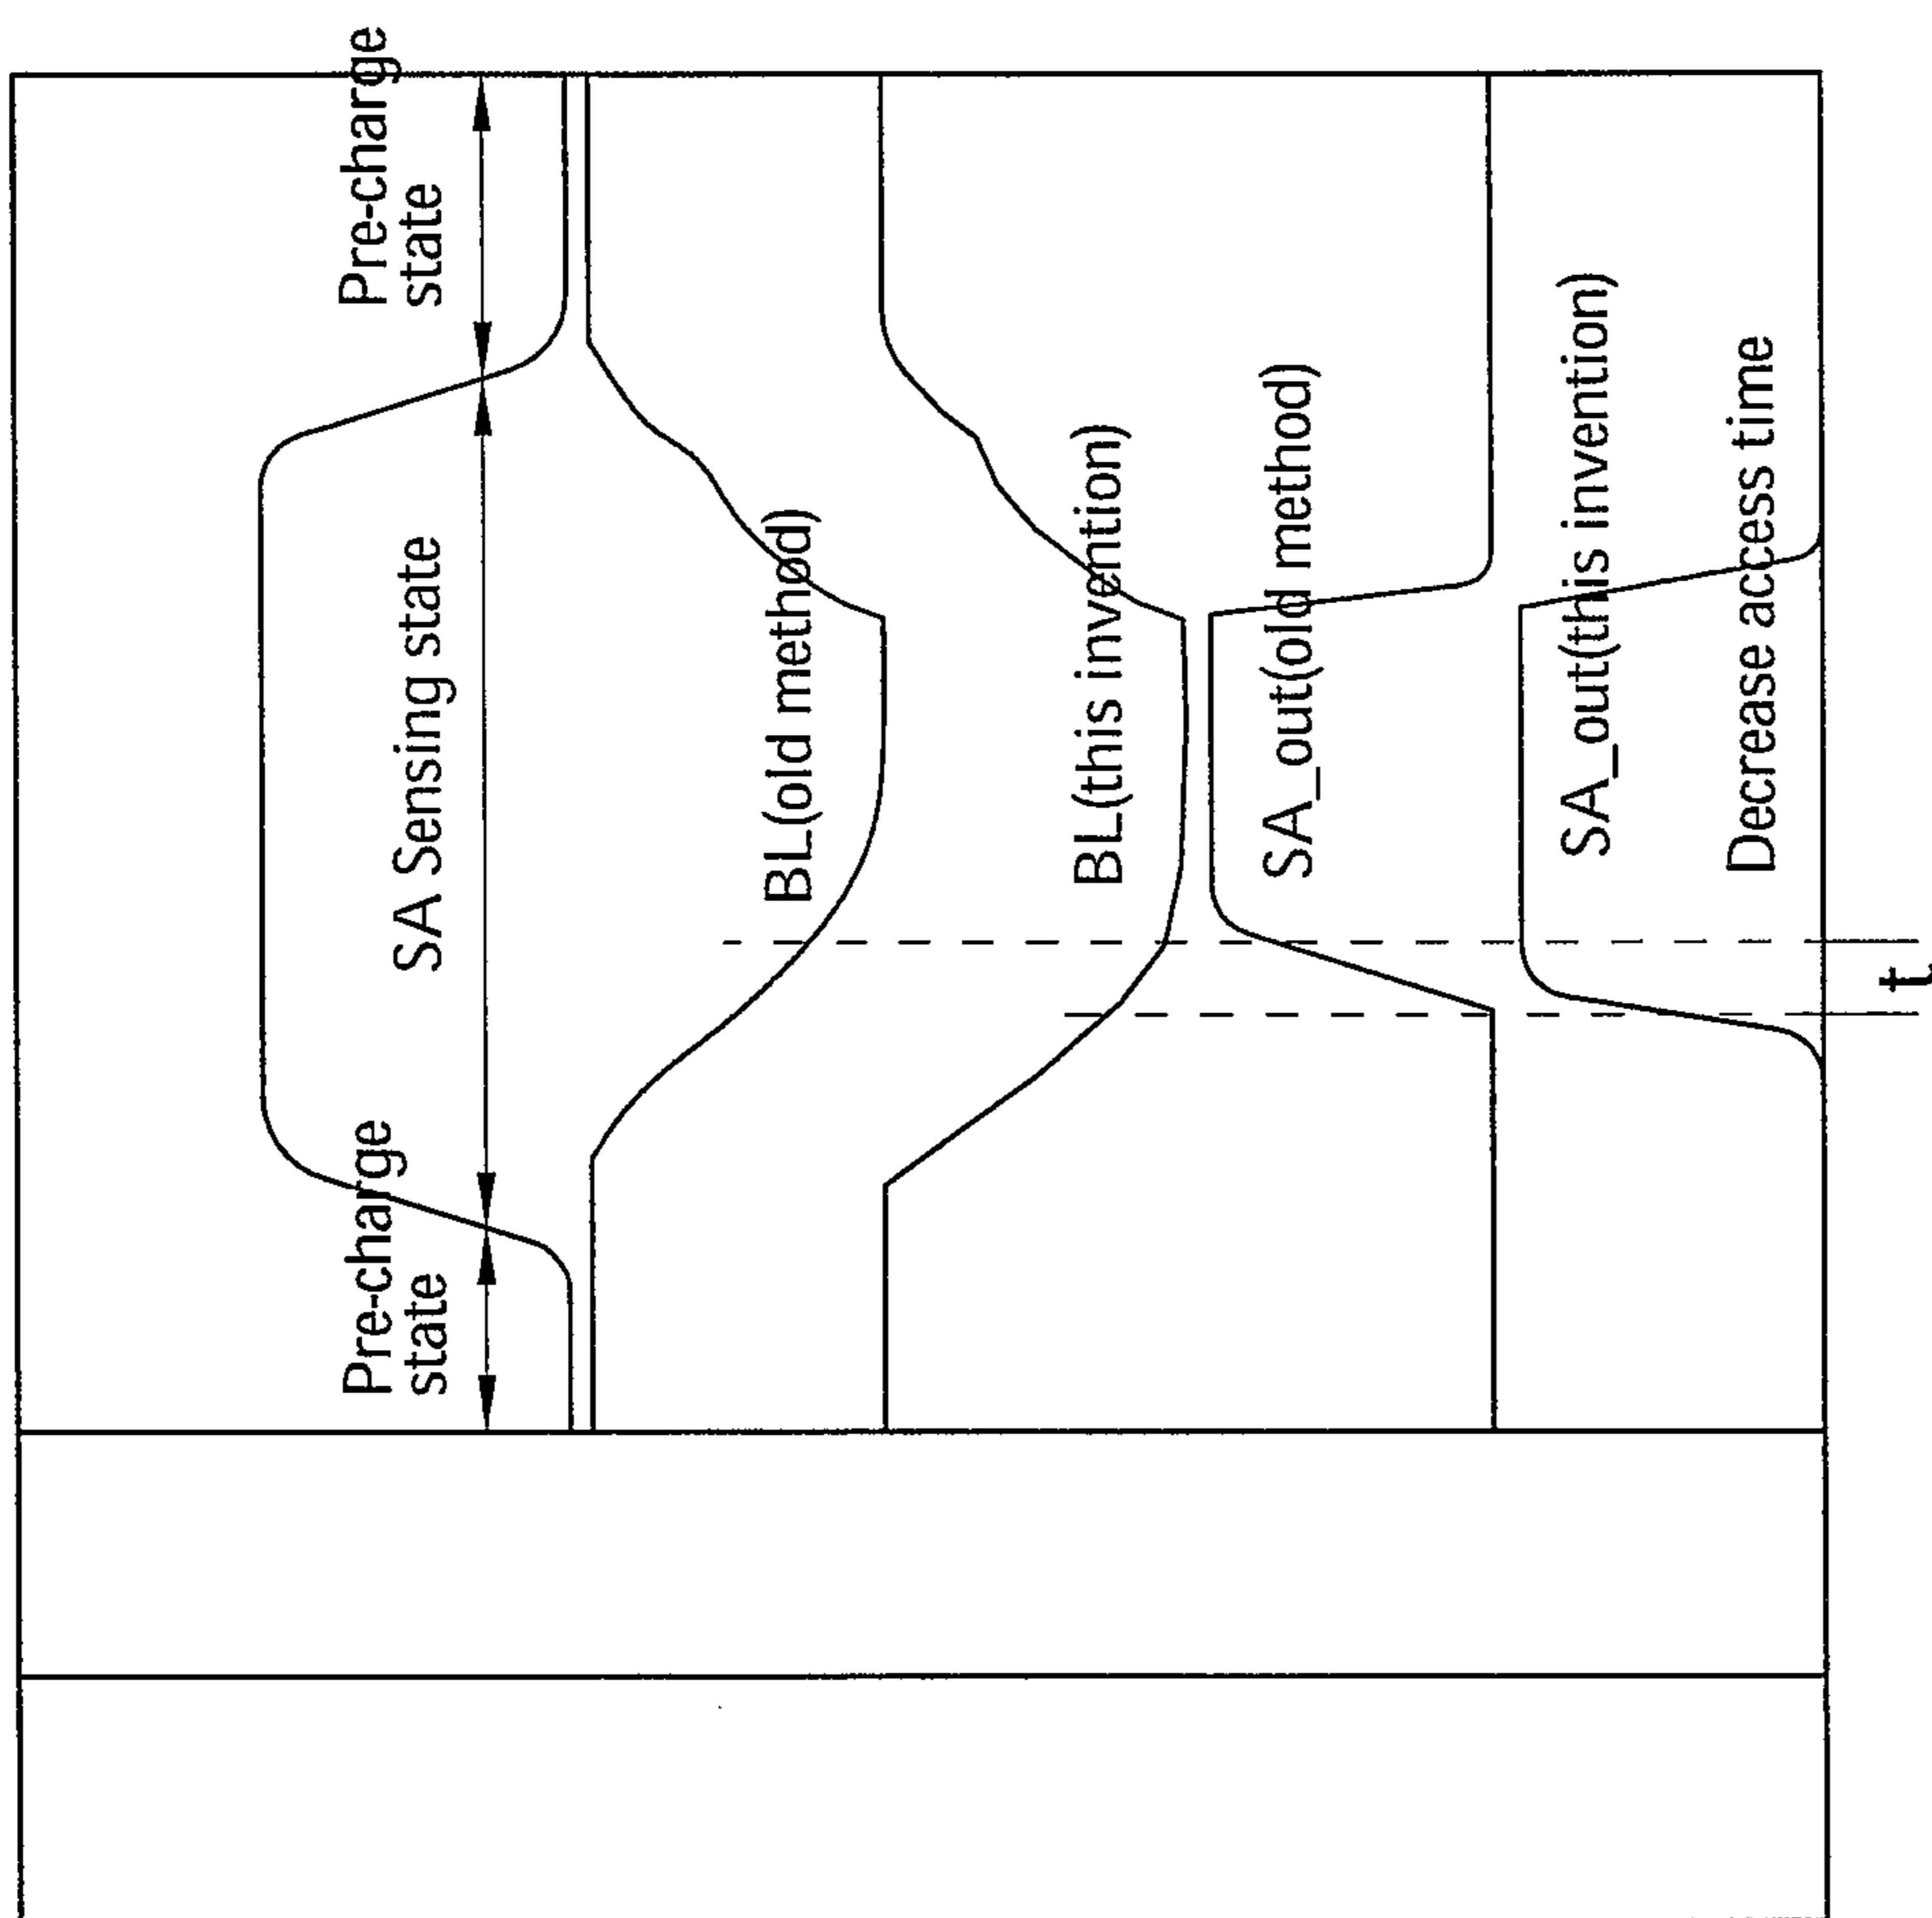 Pre-charge
state
SA Sensing state
Pre-charge
state
BL(old method)
BL(this invention)
SA_out(old method)
SA_out(this invention)
Decrease access time
t